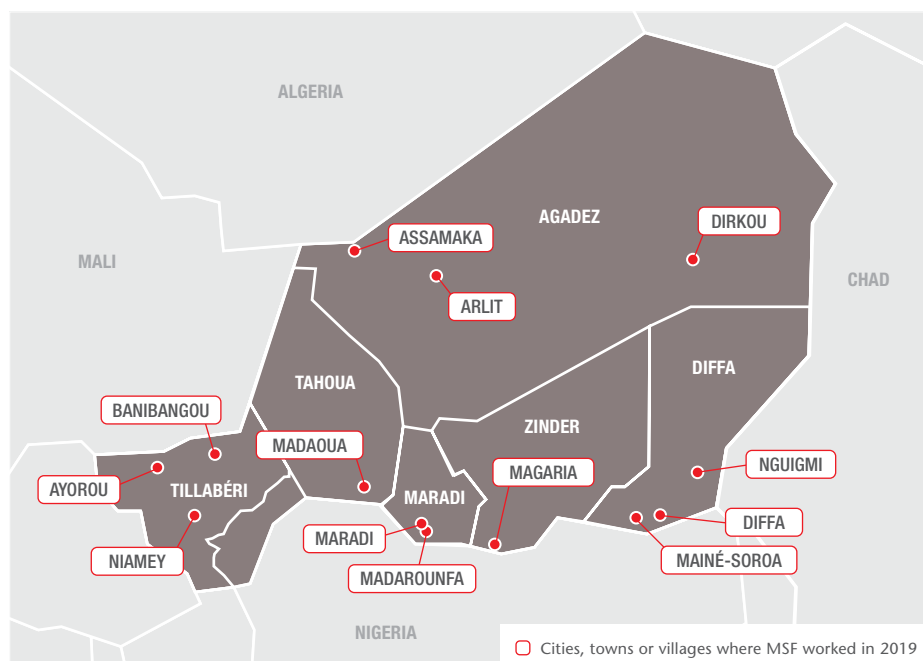 ALGERIA
MALI
CHAD
NIGERIA
AGADEZ
ASSAMAKA
DIRKOU
ARLIT
TAHOUA
DIFFA
BANIBANGOU
ZINDER
MADAOUA
MAGARIA
NGUIGMI
AYOROU
TILLABÉRI
MARADI
DIFFA
MARADI
NIAMEY
MAINÉ-SOROA
MADAROUNFA
Cities, towns or villages where MSF worked in 2019